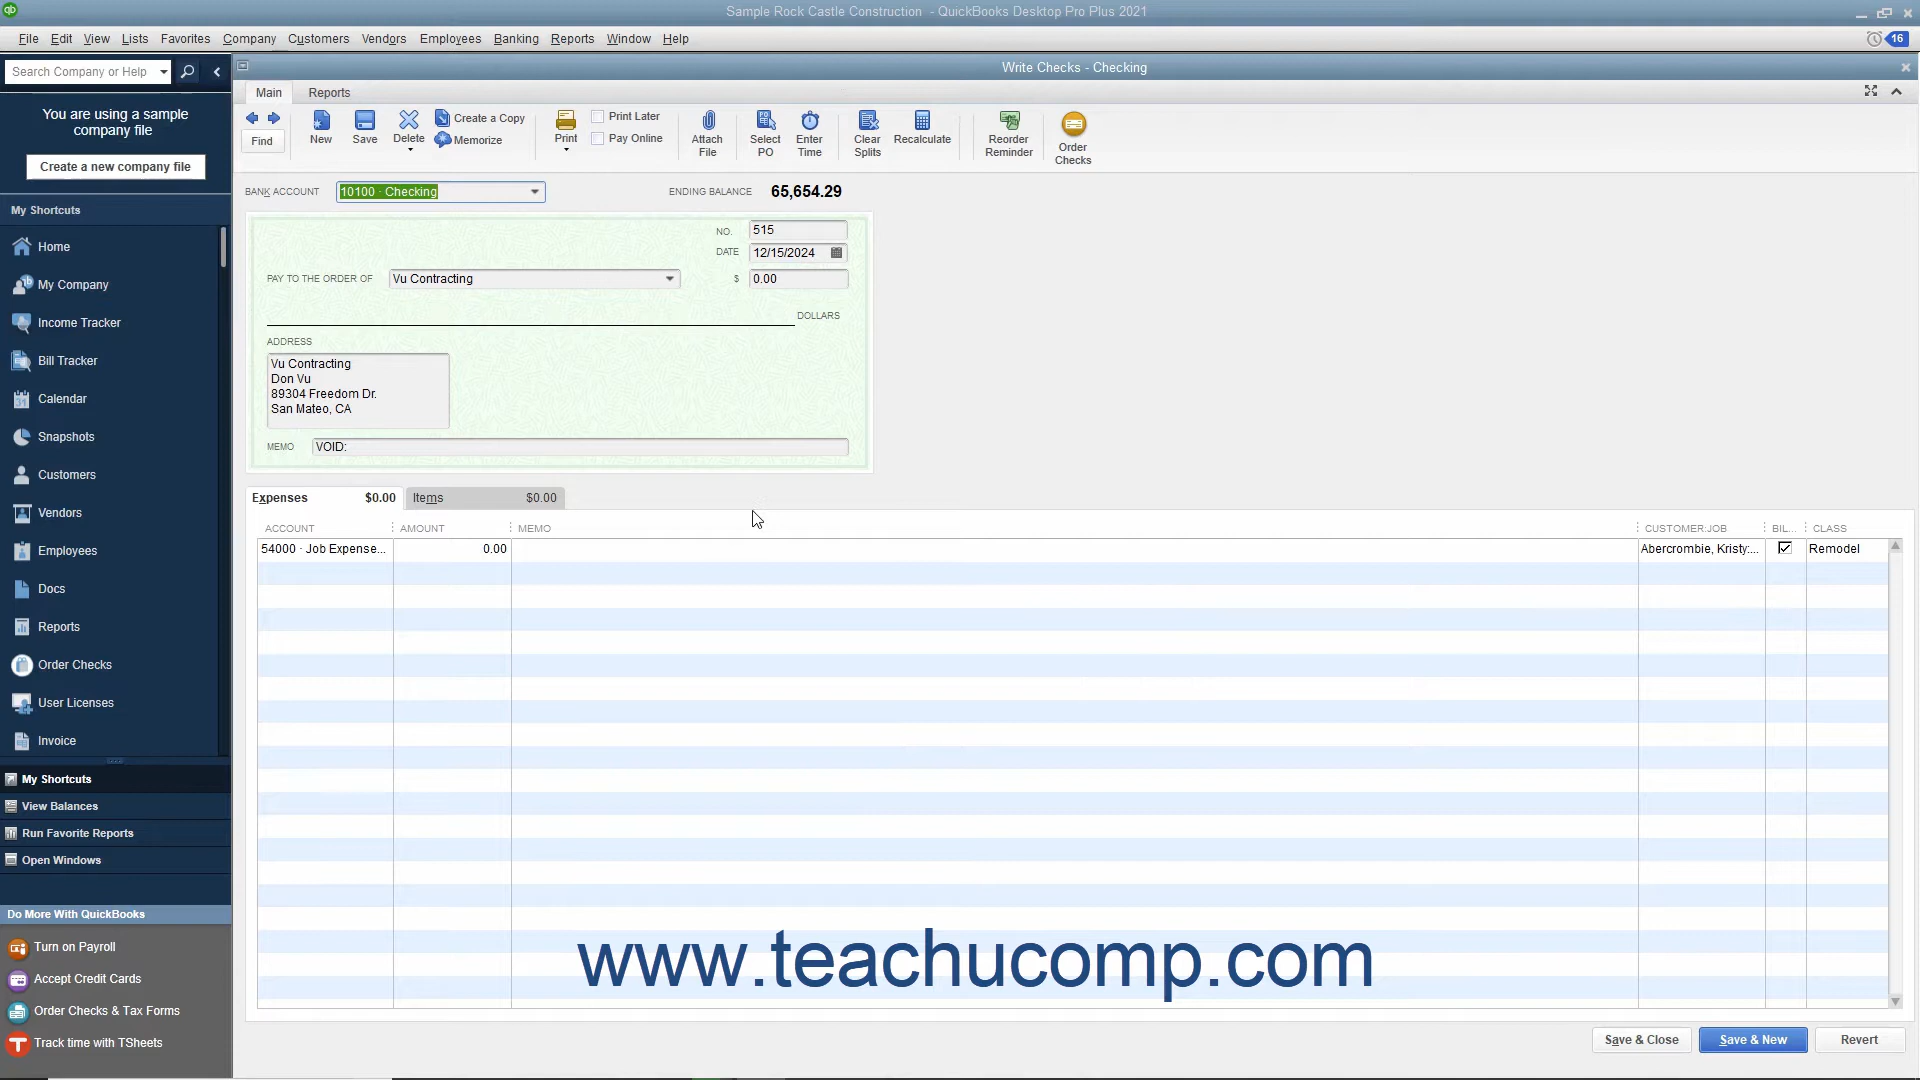 Sample Rock Castle Construction - QuickBooks Desktop Pro Plus 2021
File Edit View Lists Favorites Company Customers Vendors Employees Banking Reports Window Help
16
Search Company or Help
Write Checks - Checking
You are using a sample
company file
Create a new company file
My Shortcuts
Home
My Company
Income Tracker
Bill Tracker
Calendar
Snapshots
Customers
Vendors
Employees
Docs
Reports
Order Checks
User Licenses
Invoice
My Shortcuts
View Balances
Run Favorite Reports
Open Windows
Do More With QuickBooks
Turn on Payroll
Accept Credit Cards
Order Checks & Tax Forms
Track time with TSheets
Main Reports
Find
New
Save
Delete
Create a Copy
Memorize
Print
Print Later
Pay Online
Attach
File
Select
PO
Enter
Time
Clear
Splits
Recalculate
Reorder
Reminder
Order
Checks
BANK ACCOUNT 10100 · Checking ENDING BALANCE 65,654.29
NO. 515
DATE 12/15/2024
PAY TO THE ORDER OF Vu Contracting $ 0.00
DOLLARS
ADDRESS
Vu Contracting
Don Vu
89304 Freedom Dr.
San Mateo, CA
MEMO VOID:
Expenses $0.00 Items $0.00
ACCOUNT AMOUNT MEMO CUSTOMER:JOB BIL... CLASS
54000 · Job Expense... 0.00 Abercrombie, Kristy:... Remodel
www.teachucomp.com
Save & Close Save & New Revert